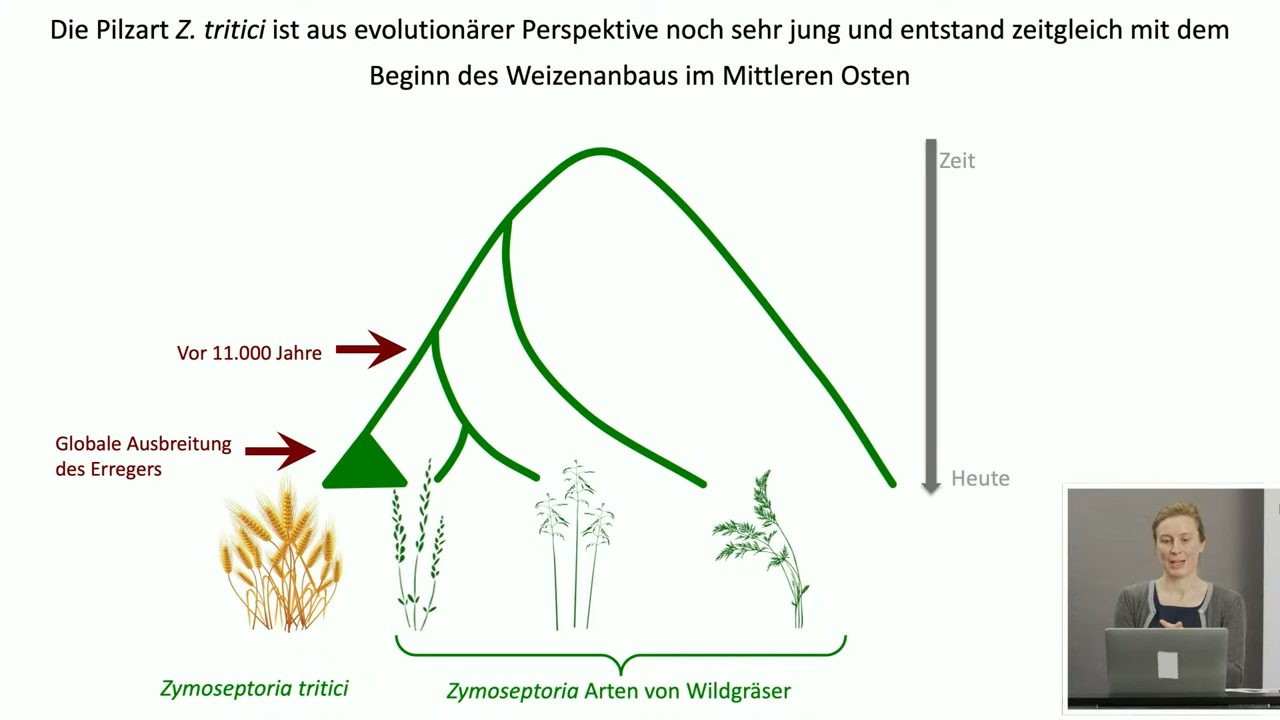 Die Pilzart Z. tritici ist aus evolutionärer Perspektive noch sehr jung und entstand zeitgleich mit dem
Beginn des Weizenanbaus im Mittleren Osten
Zeit
Vor 11.000 Jahre
Globale Ausbreitung
des Erregers
Heute
Zymoseptoria tritici
Zymoseptoria Arten von Wildgräser